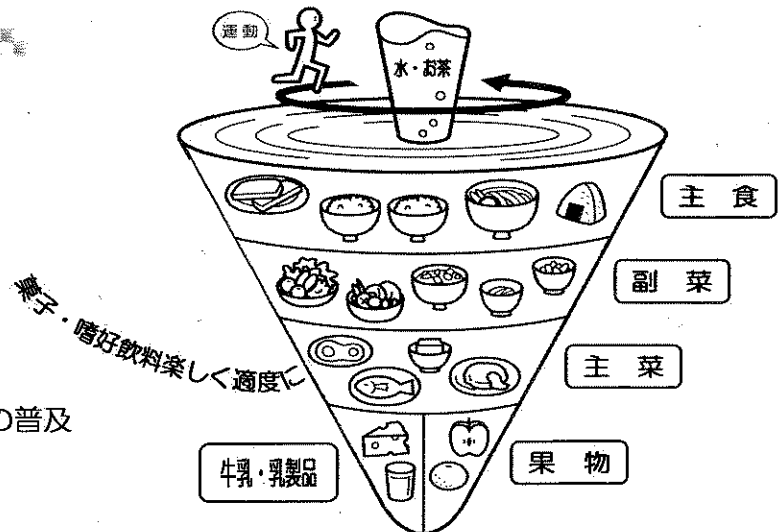 運動
水・お茶
主食
副菜
主菜
牛乳・乳製品
果物
菓子・嗜好飲料楽しく適度に
の普及